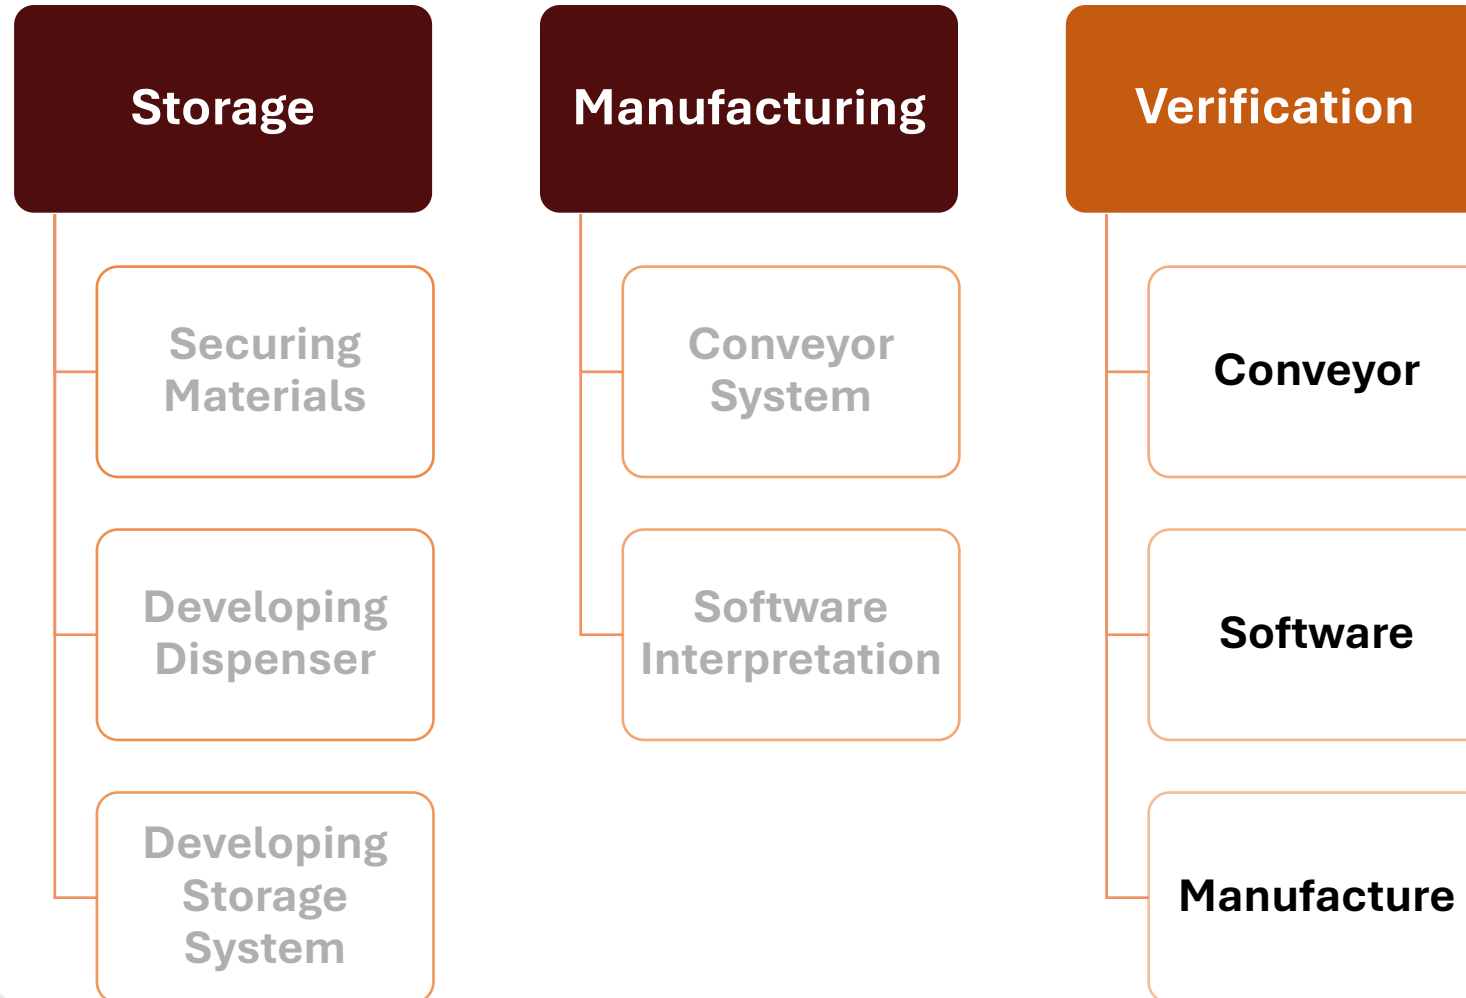 Storage
Securing
Materials
Developing
Dispenser
Developing
Storage
System
Manufacturing
Conveyor
System
Software
Interpretation
Verification
Conveyor
Software
Manufacture